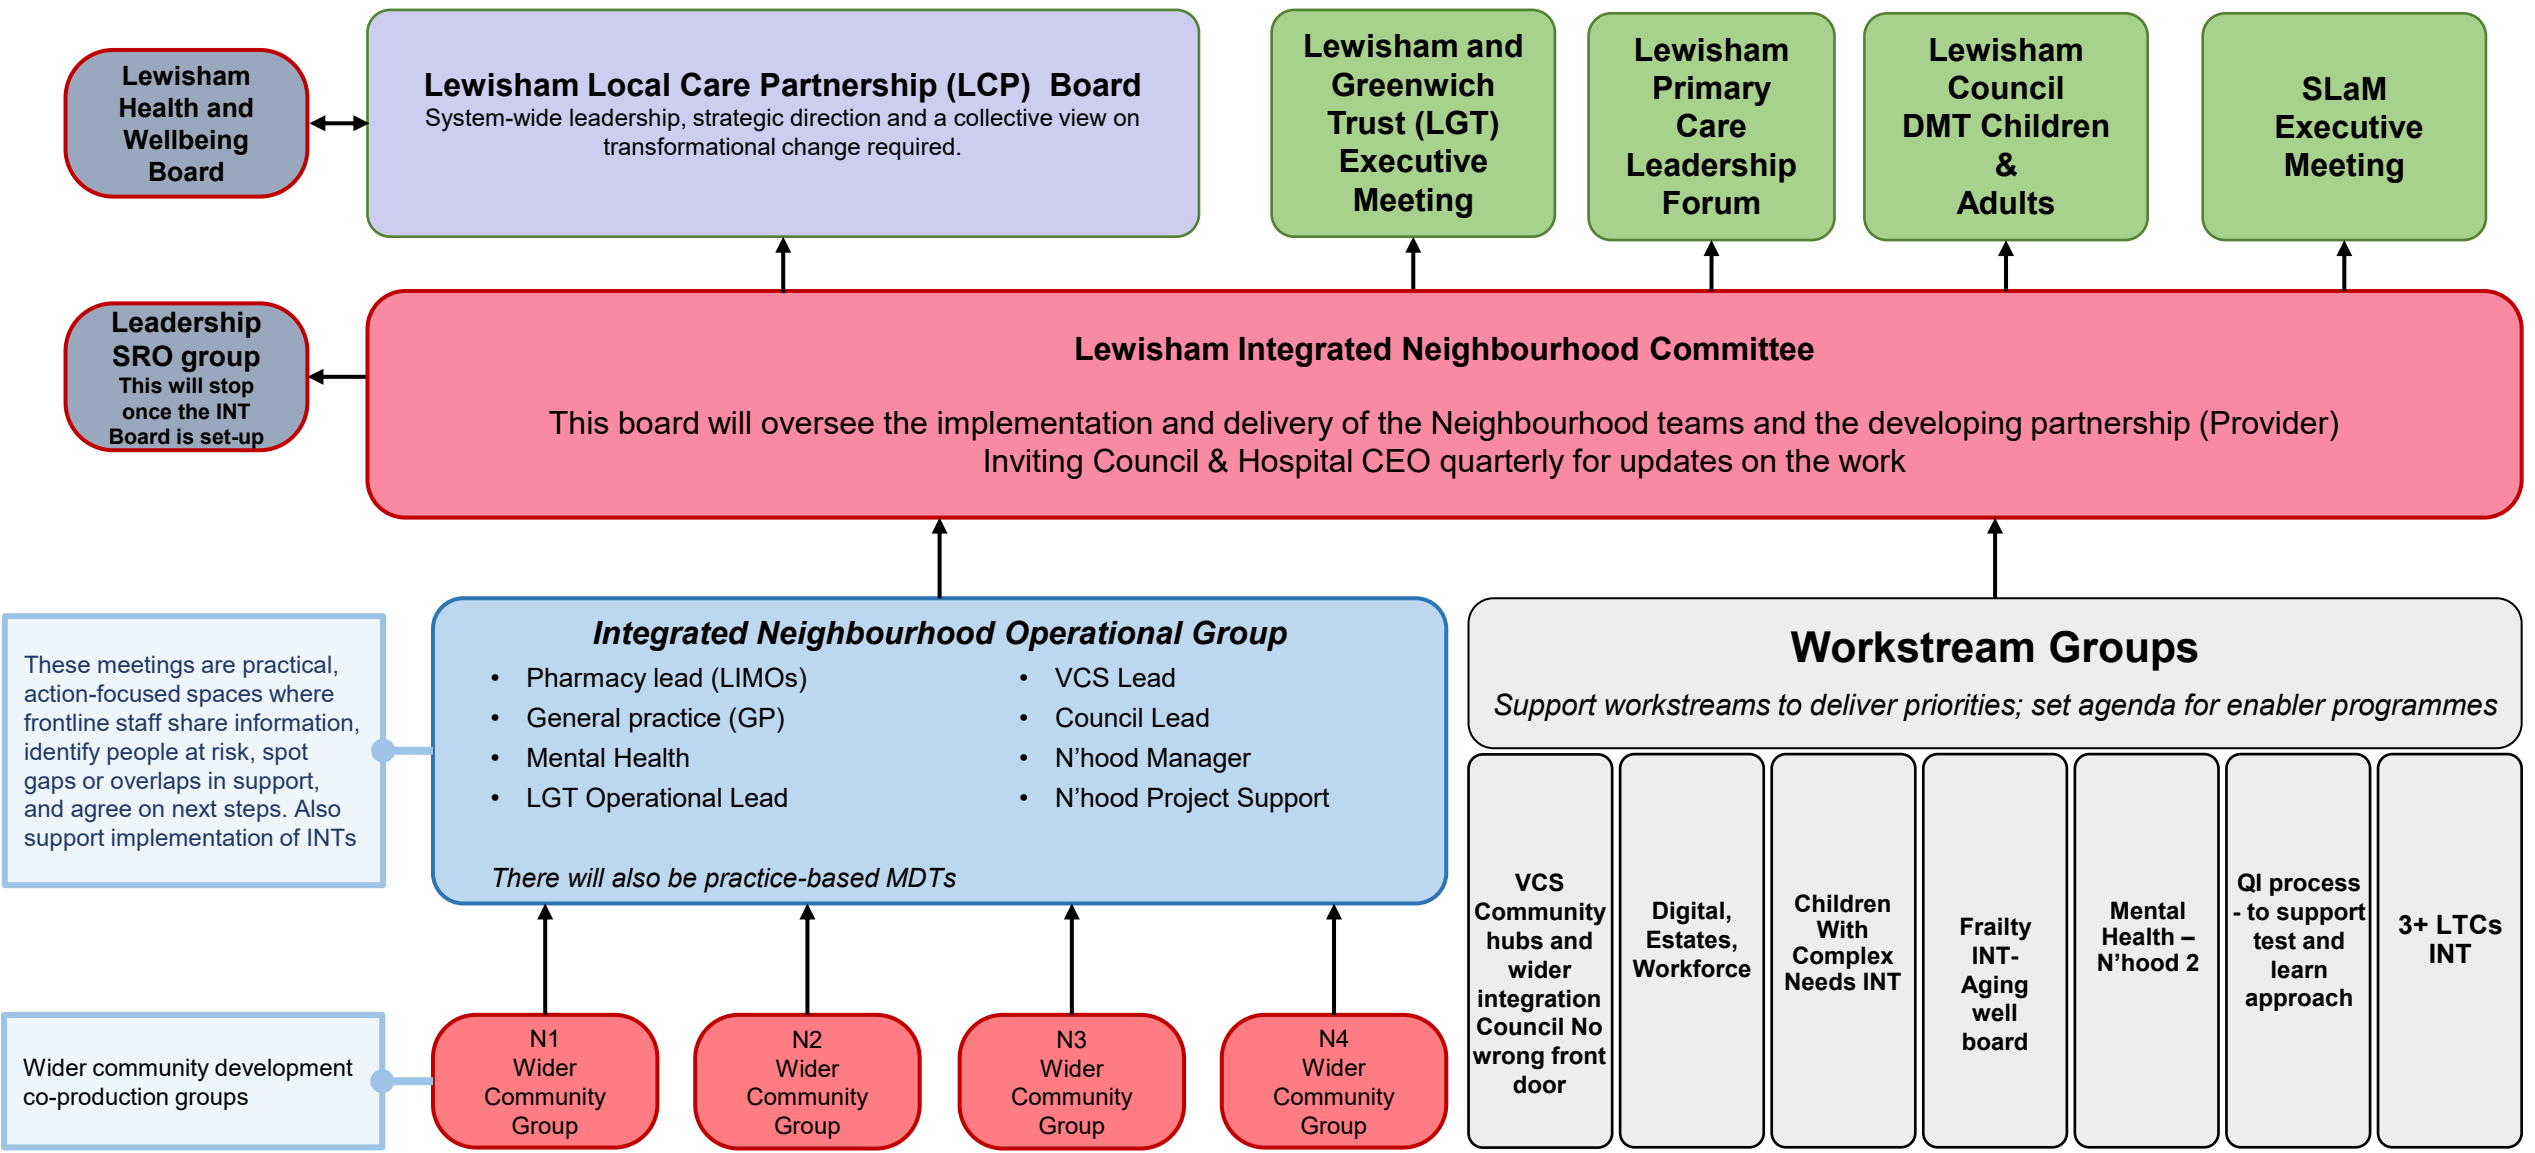 Lewisham
Health and
Wellbeing
Board
Lewisham Local Care Partnership (LCP)  Board
System-wide leadership, strategic direction and a collective view on
transformational change required.
Lewisham and
Greenwich
Trust (LGT)
Executive
Meeting
Lewisham
Primary
Care
Leadership
Forum
Lewisham
Council
DMT Children
&
Adults
SLaM
Executive
Meeting
Leadership
SRO group
This will stop
once the INT
Board is set-up
Lewisham Integrated Neighbourhood Committee
This board will oversee the implementation and delivery of the Neighbourhood teams and the developing partnership (Provider)
Inviting Council & Hospital CEO quarterly for updates on the work
These meetings are practical,
action-focused spaces where
frontline staff share information,
identify people at risk, spot
gaps or overlaps in support,
and agree on next steps. Also
support implementation of INTs
Integrated Neighbourhood Operational Group
• Pharmacy lead (LIMOs)
• General practice (GP)
• Mental Health
• LGT Operational Lead
• VCS Lead
• Council Lead
• N’hood Manager
• N’hood Project Support
There will also be practice-based MDTs
Workstream Groups
Support workstreams to deliver priorities; set agenda for enabler programmes
VCS
Community
hubs and
wider
integration
Council No
wrong front
door
Digital,
Estates,
Workforce
Children
With
Complex
Needs INT
Frailty
INT-
Aging
well
board
Mental
Health –
N’hood 2
QI process
- to support
test and
learn
approach
3+ LTCs
INT
Wider community development
co-production groups
N1
Wider
Community
Group
N2
Wider
Community
Group
N3
Wider
Community
Group
N4
Wider
Community
Group